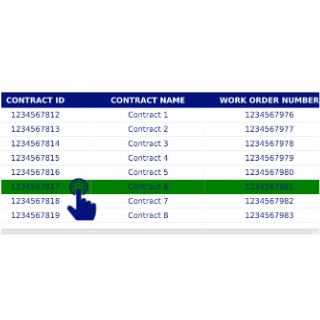 CONTRACT ID CONTRACT NAME WORK ORDER NUMBER
1234567812 Contract 1 1234567976
1234567813 Contract 2 1234567977
1234567814 Contract 3 1234567978
1234567815 Contract 4 1234567979
1234567816 Contract 5 1234567980
1234567817 Contract 6 1234567981
1234567818 Contract 7 1234567982
1234567819 Contract 8 1234567983